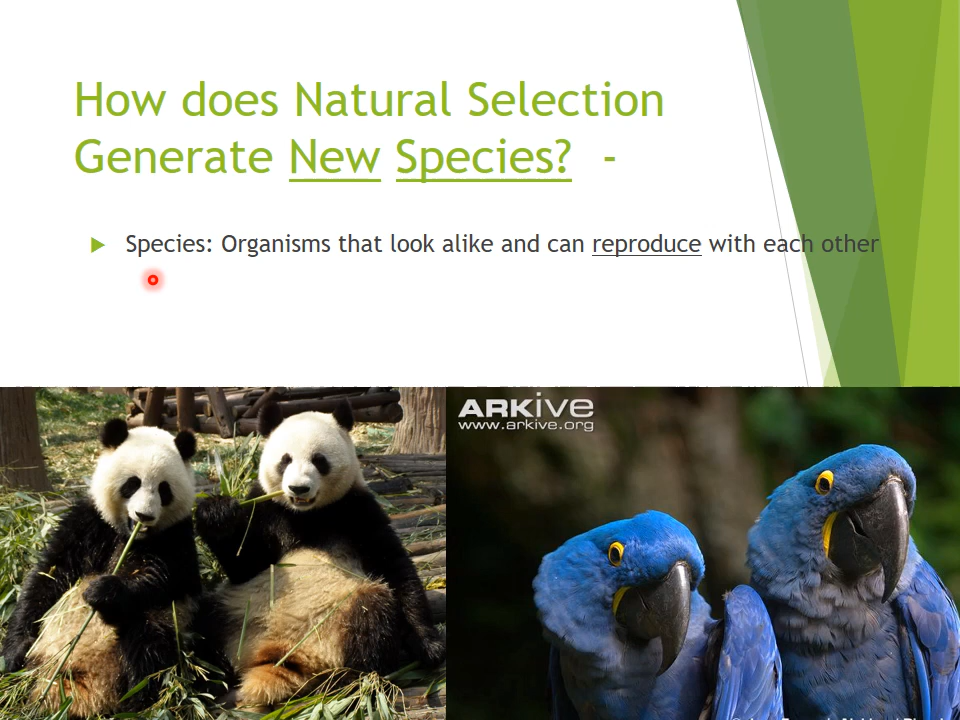 How does Natural Selection
Generate New Species?  -
Species: Organisms that look alike and can reproduce with each other
ARKive
www.arkive.org